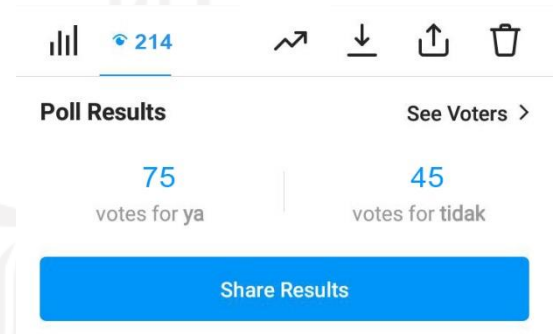 214
Poll Results See Voters >
75 45
votes for ya votes for tidak
Share Results